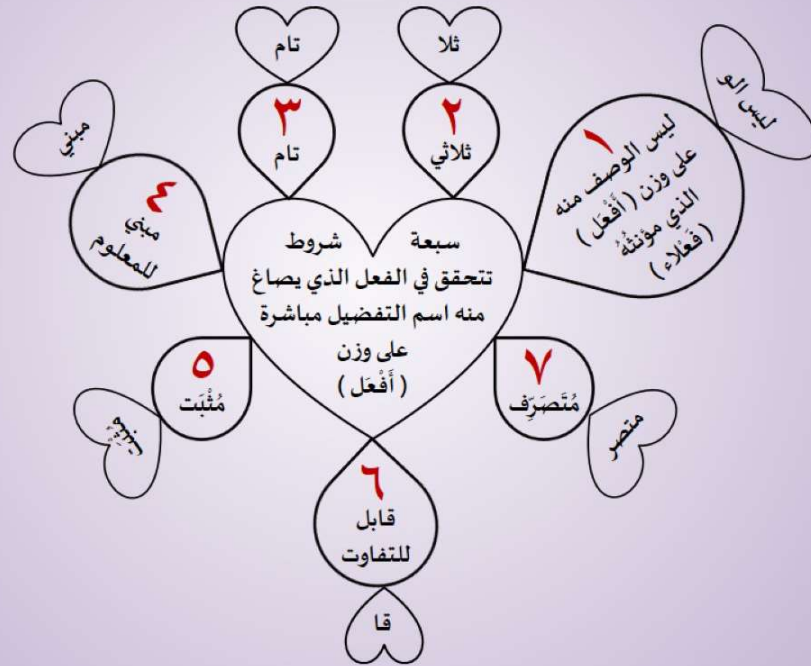 سبعة شروط
تتحقق في الفعل الذي يصاغ
منه اسم التفضيل مباشرة
على وزن
( أَفْعَل )
١
ليس الوصف منه
على وزن ( أَفْعَل )
الذي مؤنثُهُ
( فَعْلاء )
ليس الو
٢
ثلاثي
ثلا
٣
تام
تام
٤
مبني
للمعلوم
مبني
٥
مُثْبَت
مُثْبَت
٦
قابل
للتفاوت
قا
٧
مُتَصَرِّف
متصر